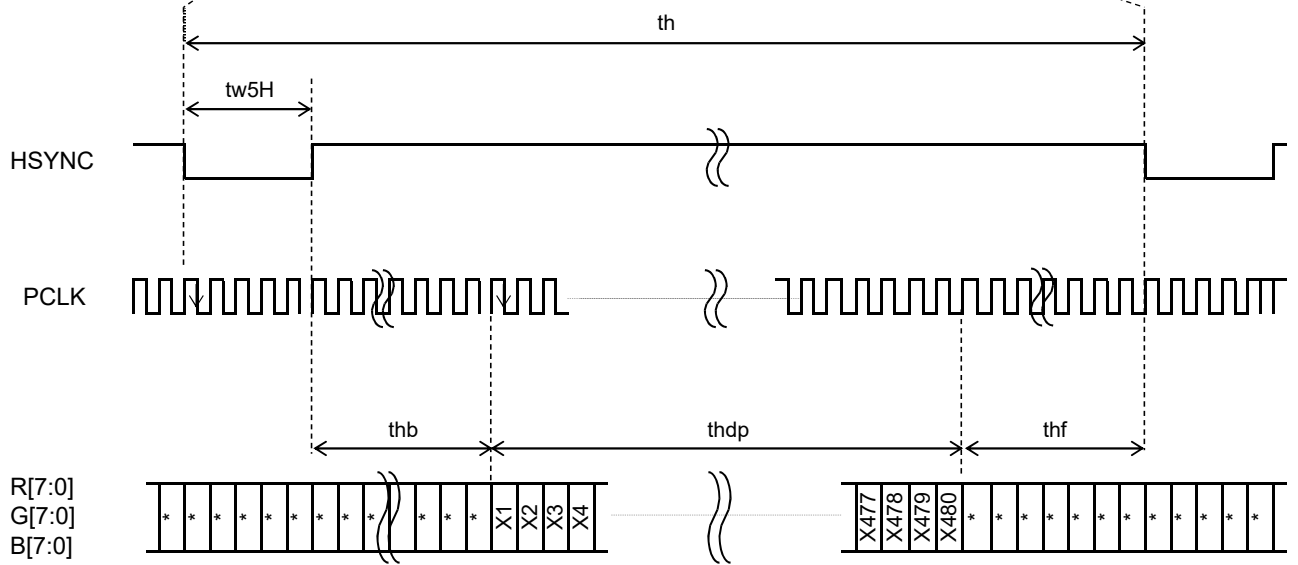 th
tw5H
HSYNC
PCLK
thb thdp thf
R[7:0]
G[7:0]
B[7:0]
* * * * * * * * * * * * X1 X2 X3 X4 X477 X478 X479 X480 * * * * * * * * * * * *